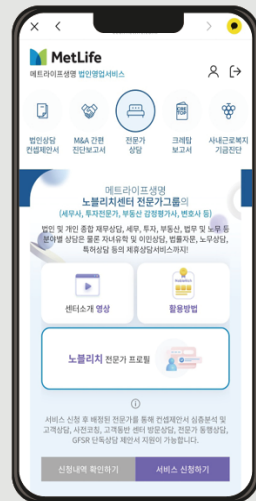 MetLife
메트라이프생명 법인영업서비스
법인상담 컨셉제안서
M&A 간편 진단보고서
전문가 상담
크레탑 보고서
사내근로복지 기금진단
메트라이프생명
노블리치센터 전문가그룹의
(세무사, 투자전문가, 부동산 감정평가사, 변호사 등)
법인 및 개인 종합 재무상담, 세무, 투자, 부동산, 법무 및 노무 등
분야별 상담은 물론 자녀유학 및 이민상담, 법률자문, 노무상담,
특허상담 등의 제휴상담서비스까지!
센터소개 영상
활용방법
노블리치 전문가 프로필
서비스 신청 후 배정된 전문가를 통해 컨셉제안서 심층분석 및
고객상담, 사전코칭, 고객동반 센터 방문상담, 전문가 동행상담,
GFSR 단독상담 제안서 지원이 가능합니다.
신청내역 확인하기
서비스 신청하기